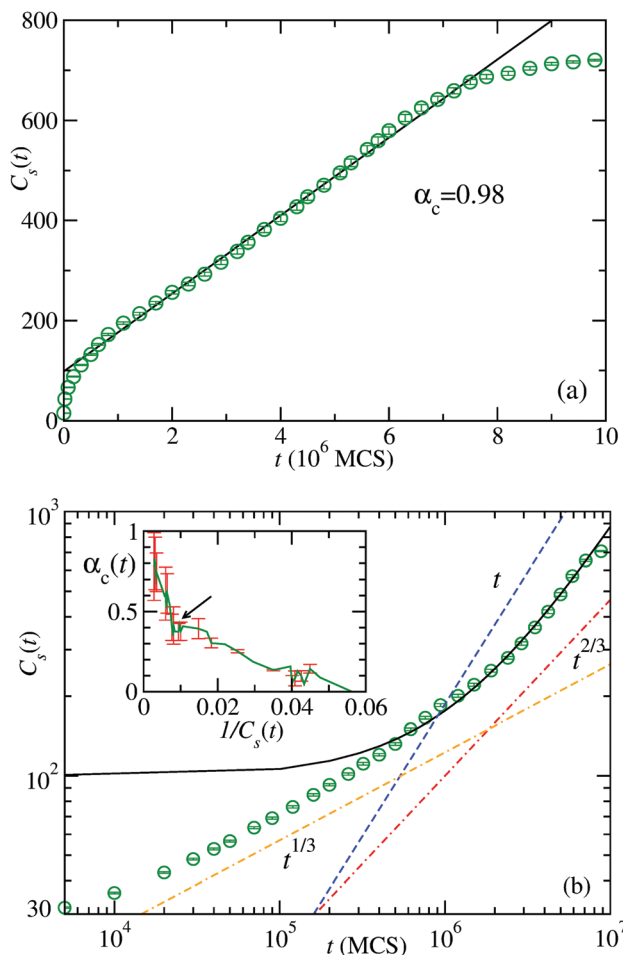 800
600
C_s(t)
400
200
0
α_c=0.98
(a)
0 2 4 6 8 10
t (10^6 MCS)
10^3
C_s(t)
10^2
30
1
α_c(t)
0.5
0
0 0.02 0.04 0.06
1/C_s(t)
t
t^{2/3}
t^{1/3}
(b)
10^4 10^5 10^6 10^7
t (MCS)